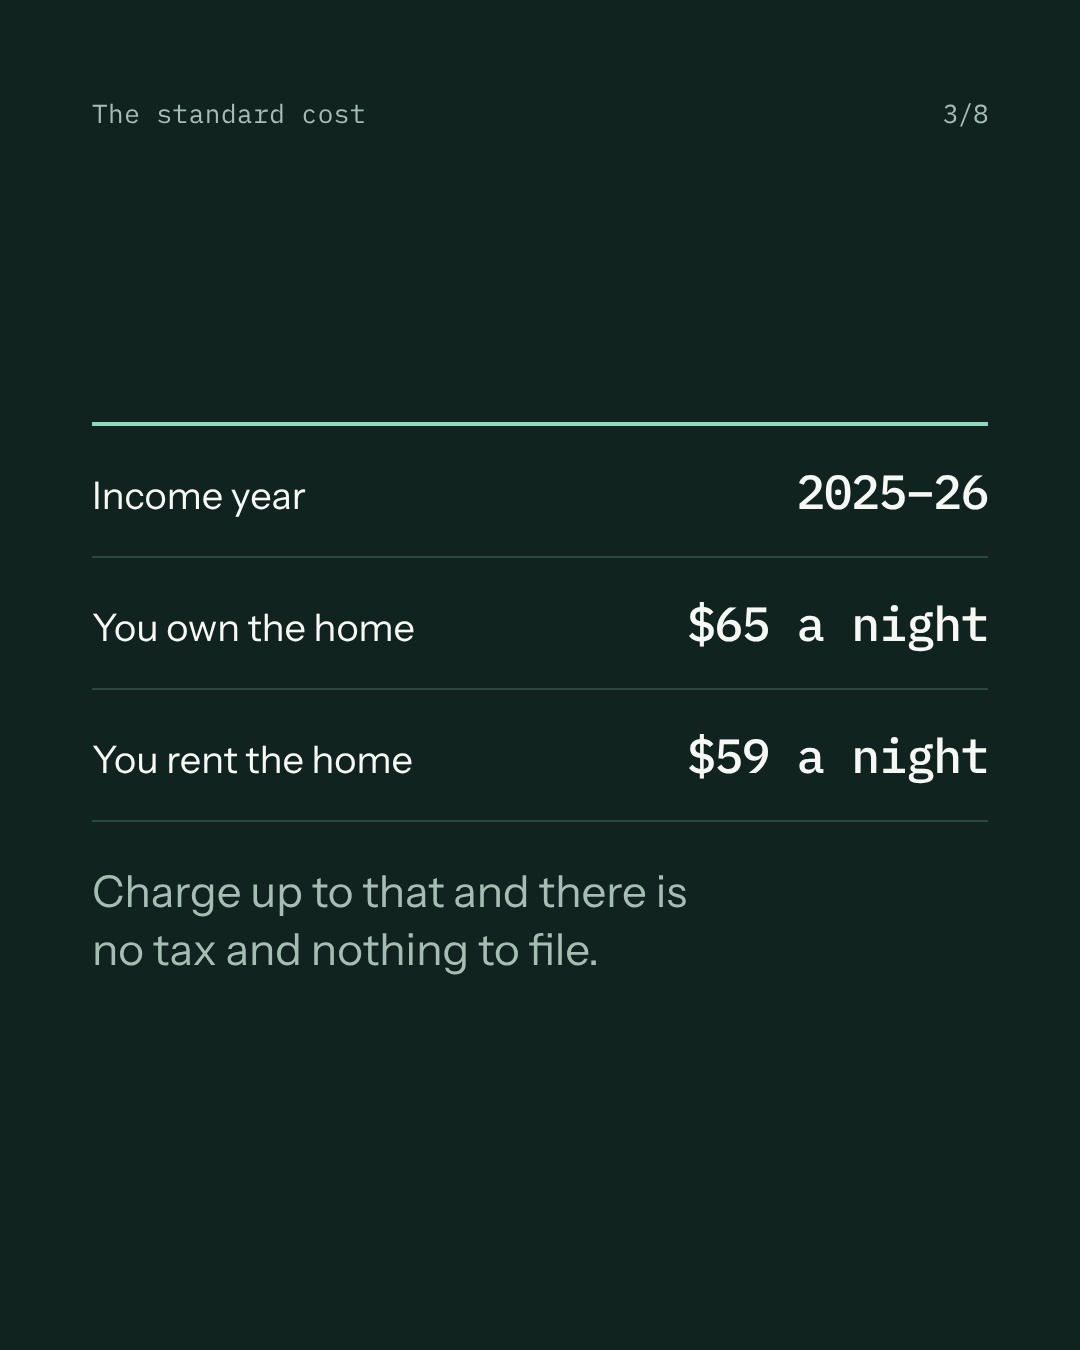 The standard cost
3/8
Income year
2025–26
You own the home
$65 a night
You rent the home
$59 a night
Charge up to that and there is
no tax and nothing to file.